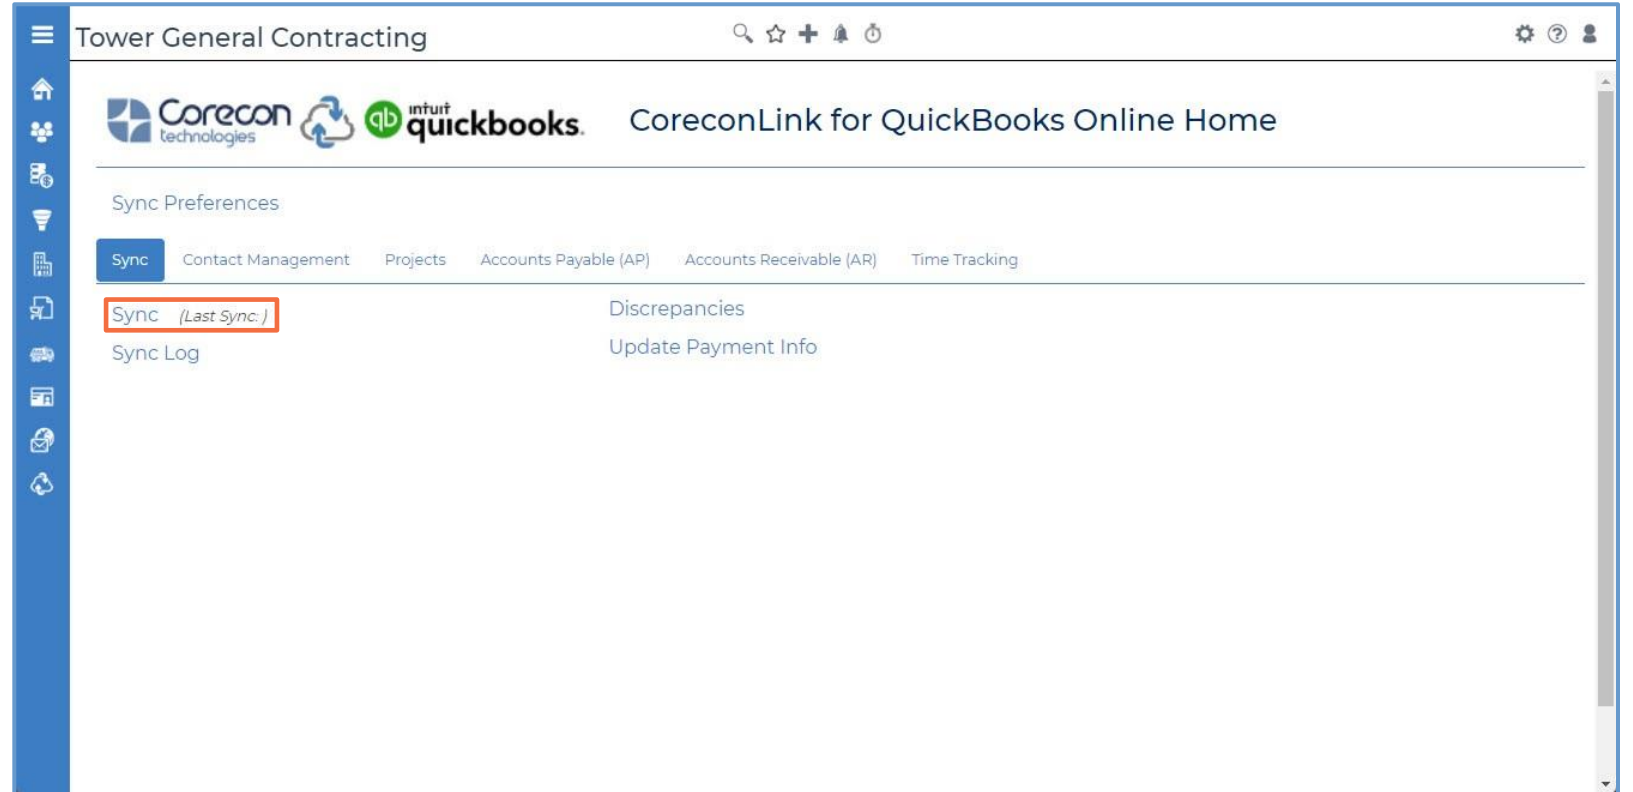 Tower General Contracting
Corecon technologies intuit quickbooks. CoreconLink for QuickBooks Online Home
Sync Preferences
Sync Contact Management Projects Accounts Payable (AP) Accounts Receivable (AR) Time Tracking
Sync (Last Sync: ) Discrepancies
Sync Log Update Payment Info